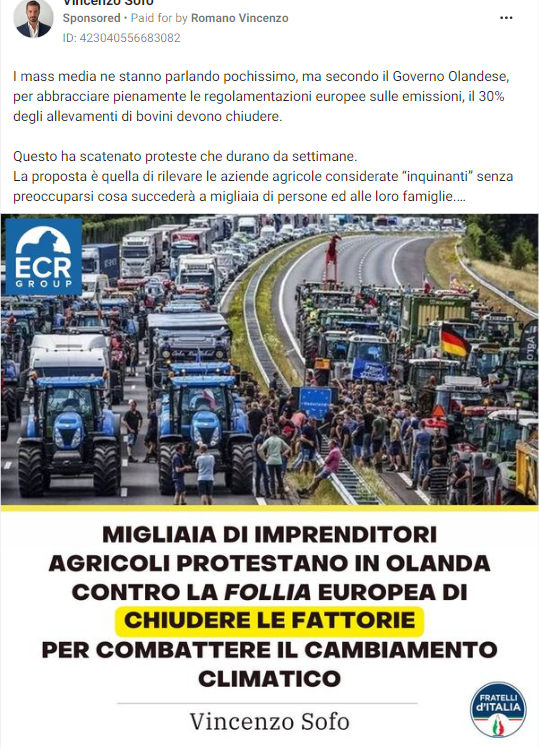 Vincenzo Sofo
Sponsored • Paid for by Romano Vincenzo
ID: 423040556683082
I mass media ne stanno parlando pochissimo, ma secondo il Governo Olandese,
per abbracciare pienamente le regolamentazioni europee sulle emissioni, il 30%
degli allevamenti di bovini devono chiudere.
Questo ha scatenato proteste che durano da settimane.
La proposta è quella di rilevare le aziende agricole considerate “inquinanti” senza
preoccuparsi cosa succederà a migliaia di persone ed alle loro famiglie....
ECR
GROUP
MIGLIAIA DI IMPRENDITORI
AGRICOLI PROTESTANO IN OLANDA
CONTRO LA FOLLIA EUROPEA DI
CHIUDERE LE FATTORIE
PER COMBATTERE IL CAMBIAMENTO
CLIMATICO
Vincenzo Sofo
FRATELLI
d'ITALIA